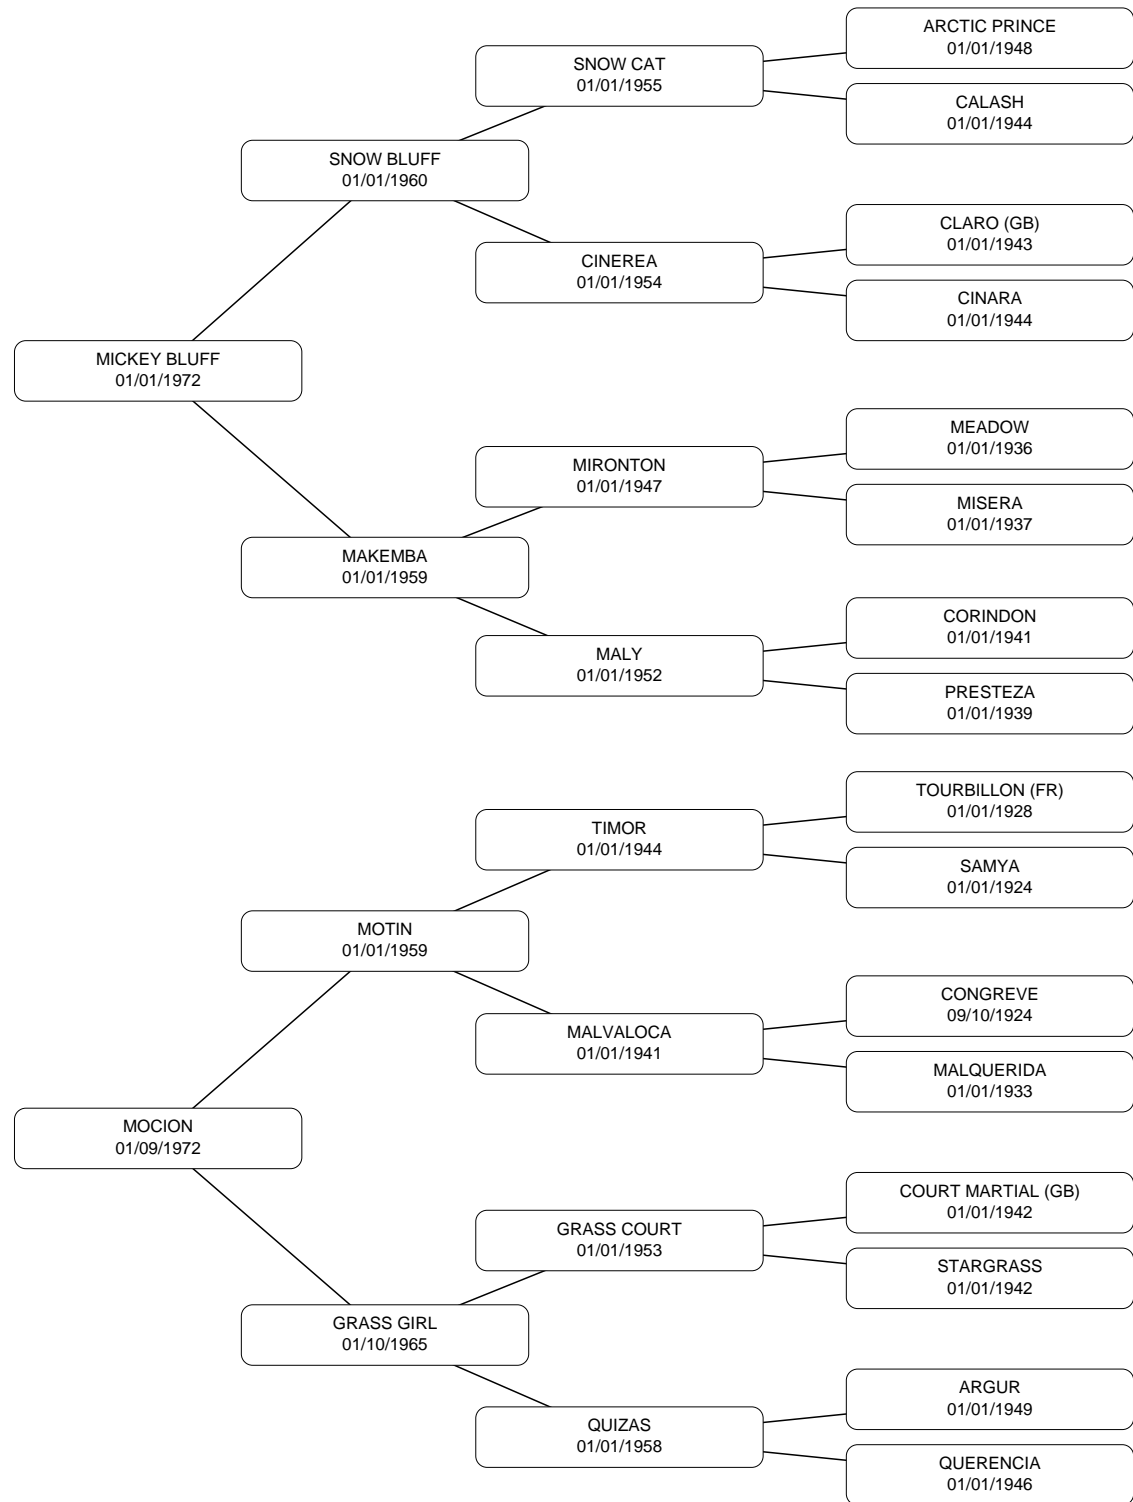 ARCTIC PRINCE
01/01/1948
SNOW CAT
01/01/1955
CALASH
01/01/1944
SNOW BLUFF
01/01/1960
CLARO (GB)
01/01/1943
CINEREA
01/01/1954
CINARA
01/01/1944
MICKEY BLUFF
01/01/1972
MEADOW
01/01/1936
MIRONTON
01/01/1947
MISERA
01/01/1937
MAKEMBA
01/01/1959
CORINDON
01/01/1941
MALY
01/01/1952
PRESTEZA
01/01/1939
TOURBILLON (FR)
01/01/1928
TIMOR
01/01/1944
SAMYA
01/01/1924
MOTIN
01/01/1959
CONGREVE
09/10/1924
MALVALOCA
01/01/1941
MALQUERIDA
01/01/1933
MOCION
01/09/1972
COURT MARTIAL (GB)
01/01/1942
GRASS COURT
01/01/1953
STARGRASS
01/01/1942
GRASS GIRL
01/10/1965
ARGUR
01/01/1949
QUIZAS
01/01/1958
QUERENCIA
01/01/1946